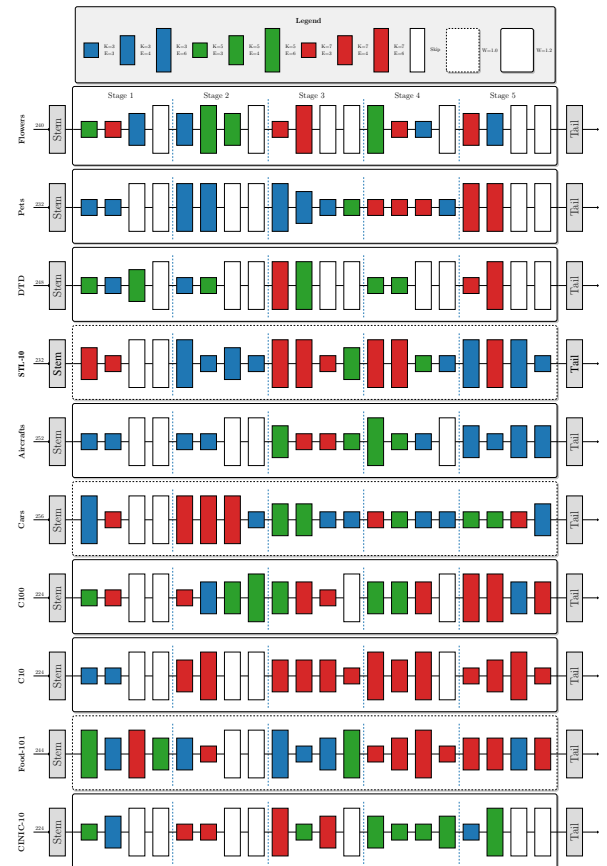 Legend
K=3 E=3
K=3 E=4
K=3 E=6
K=5 E=3
K=5 E=4
K=5 E=6
K=7 E=3
K=7 E=4
K=7 E=6
Skip
W=1.0
W=1.2
Stage 1 Stage 2 Stage 3 Stage 4 Stage 5
Flowers 240 Stem Tail
Pets 232 Stem Tail
DTD 248 Stem Tail
STL-10 232 Stem Tail
Aircrafts 252 Stem Tail
Cars 256 Stem Tail
C100 224 Stem Tail
C10 224 Stem Tail
Food-101 244 Stem Tail
CINIC-10 224 Stem Tail